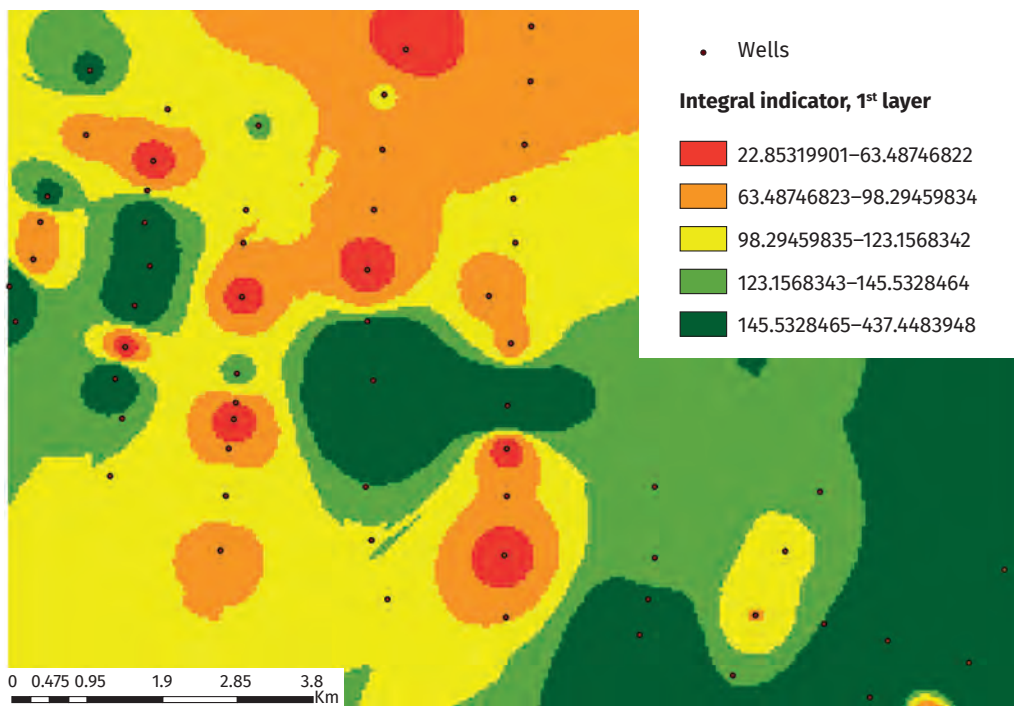 Wells
Integral indicator, 1st layer
22.85319901–63.48746822
63.48746823–98.29459834
98.29459835–123.1568342
123.1568343–145.5328464
145.5328465–437.4483948
0 0.475 0.95 1.9 2.85 3.8
Km